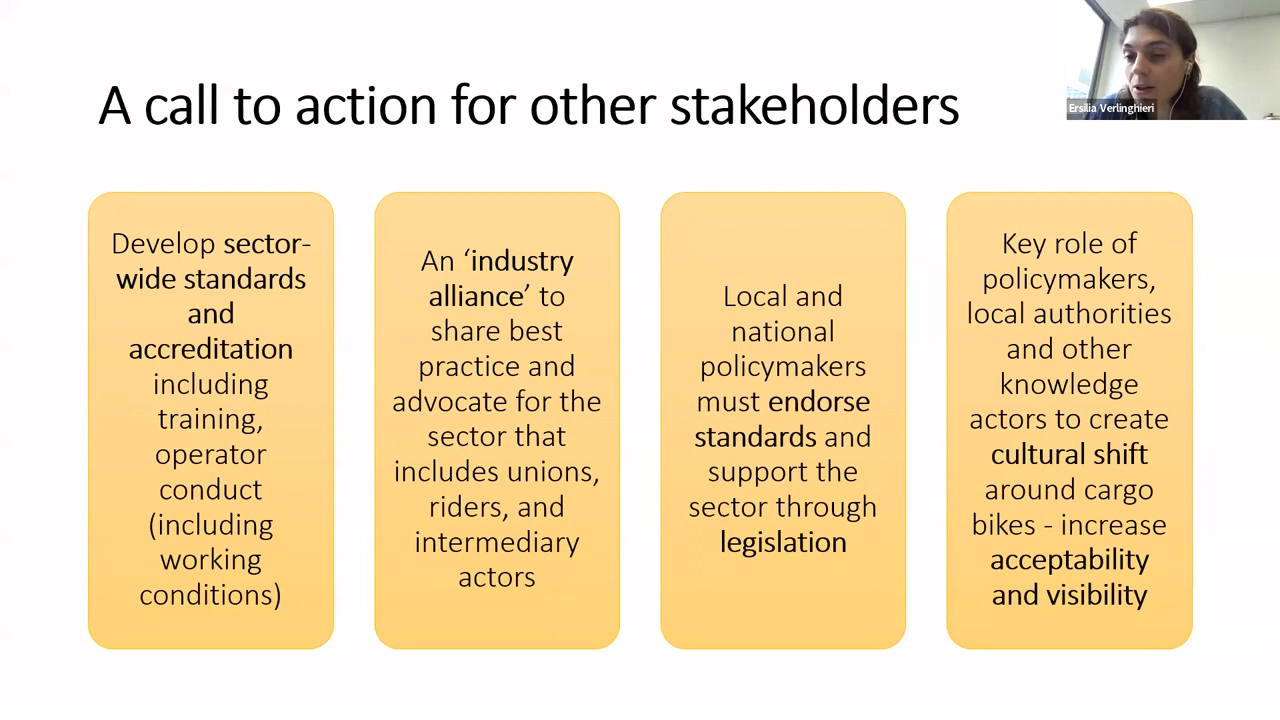 A call to action for other stakeholders
Ersilia Verlinghieri
Develop sector-
wide standards
and
accreditation
including
training,
operator
conduct
(including
working
conditions)
An ‘industry
alliance’ to
share best
practice and
advocate for the
sector that
includes unions,
riders, and
intermediary
actors
Local and
national
policymakers
must endorse
standards and
support the
sector through
legislation
Key role of
policymakers,
local authorities
and other
knowledge
actors to create
cultural shift
around cargo
bikes - increase
acceptability
and visibility